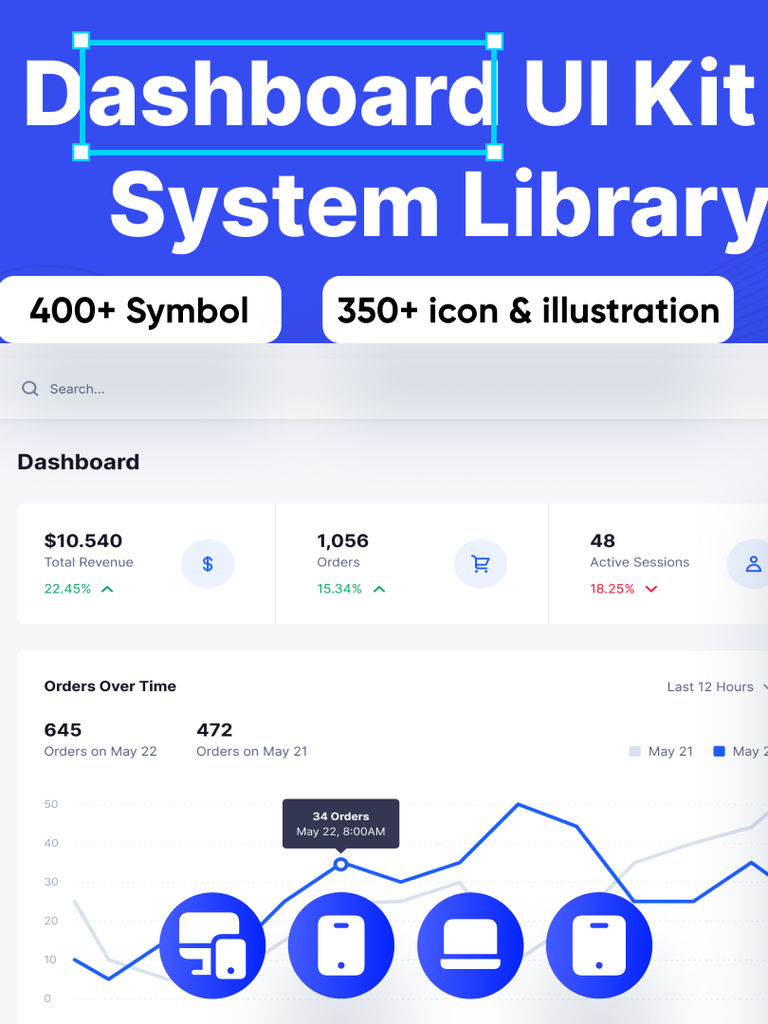 Dashboard UI Kit
System Library
400+ Symbol
350+ icon & illustration
Search...
Dashboard
$10.540
Total Revenue
22.45%
1,056
Orders
15.34%
48
Active Sessions
18.25%
Orders Over Time
Last 12 Hours
645
Orders on May 22
472
Orders on May 21
May 21
May 2
50
40
30
20
10
0
34 Orders
May 22, 8:00AM
$